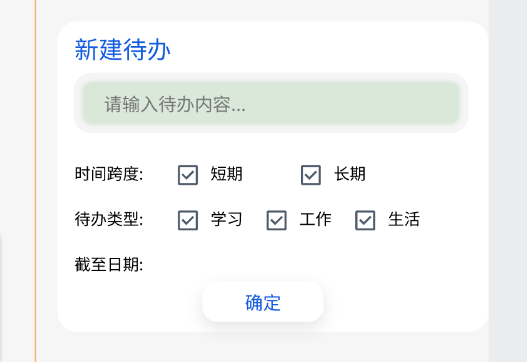 新建待办
请输入待办内容...
时间跨度: 短期 长期
待办类型: 学习 工作 生活
截至日期:
确定